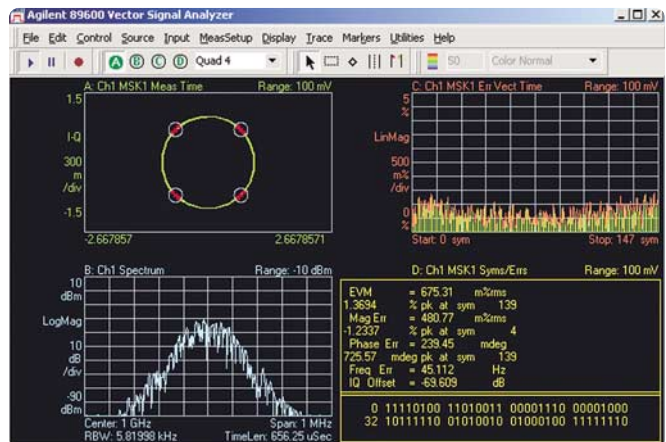 Agilent 89600 Vector Signal Analyzer
File Edit Control Source Input MeasSetup Display Trace Markers Utilities Help
A B C D Quad 4 50 Color Normal
A: Ch1 MSK1 Meas Time Range: 100 mV
1.5
I-Q
300
m
/div
-1.5
-2.667857 2.6678571
C: Ch1 MSK1 Err Vect Time Range: 100 mV
5
%
LinMag
500
m%
/div
0
%
Start: 0 sym Stop: 147 sym
B: Ch1 Spectrum Range: -10 dBm
10
dBm
LogMag
10
dB
/div
-90
dBm
Center: 1 GHz Span: 1 MHz
RBW: 5.81998 kHz TimeLen: 656.25 uSec
D: Ch1 MSK1 Syms/Errs Range: 100 mV
EVM = 675.31 m%rms
1.3694 % pk at sym 139
Mag Err = 480.77 m%rms
-1.2337 % pk at sym 4
Phase Err = 239.45 mdeg
725.57 mdeg pk at sym 139
Freq Err = 45.112 Hz
IQ Offset = -69.609 dB
0 11110100 11010011 00001110 00001000
32 10111110 01010010 01000100 11111110